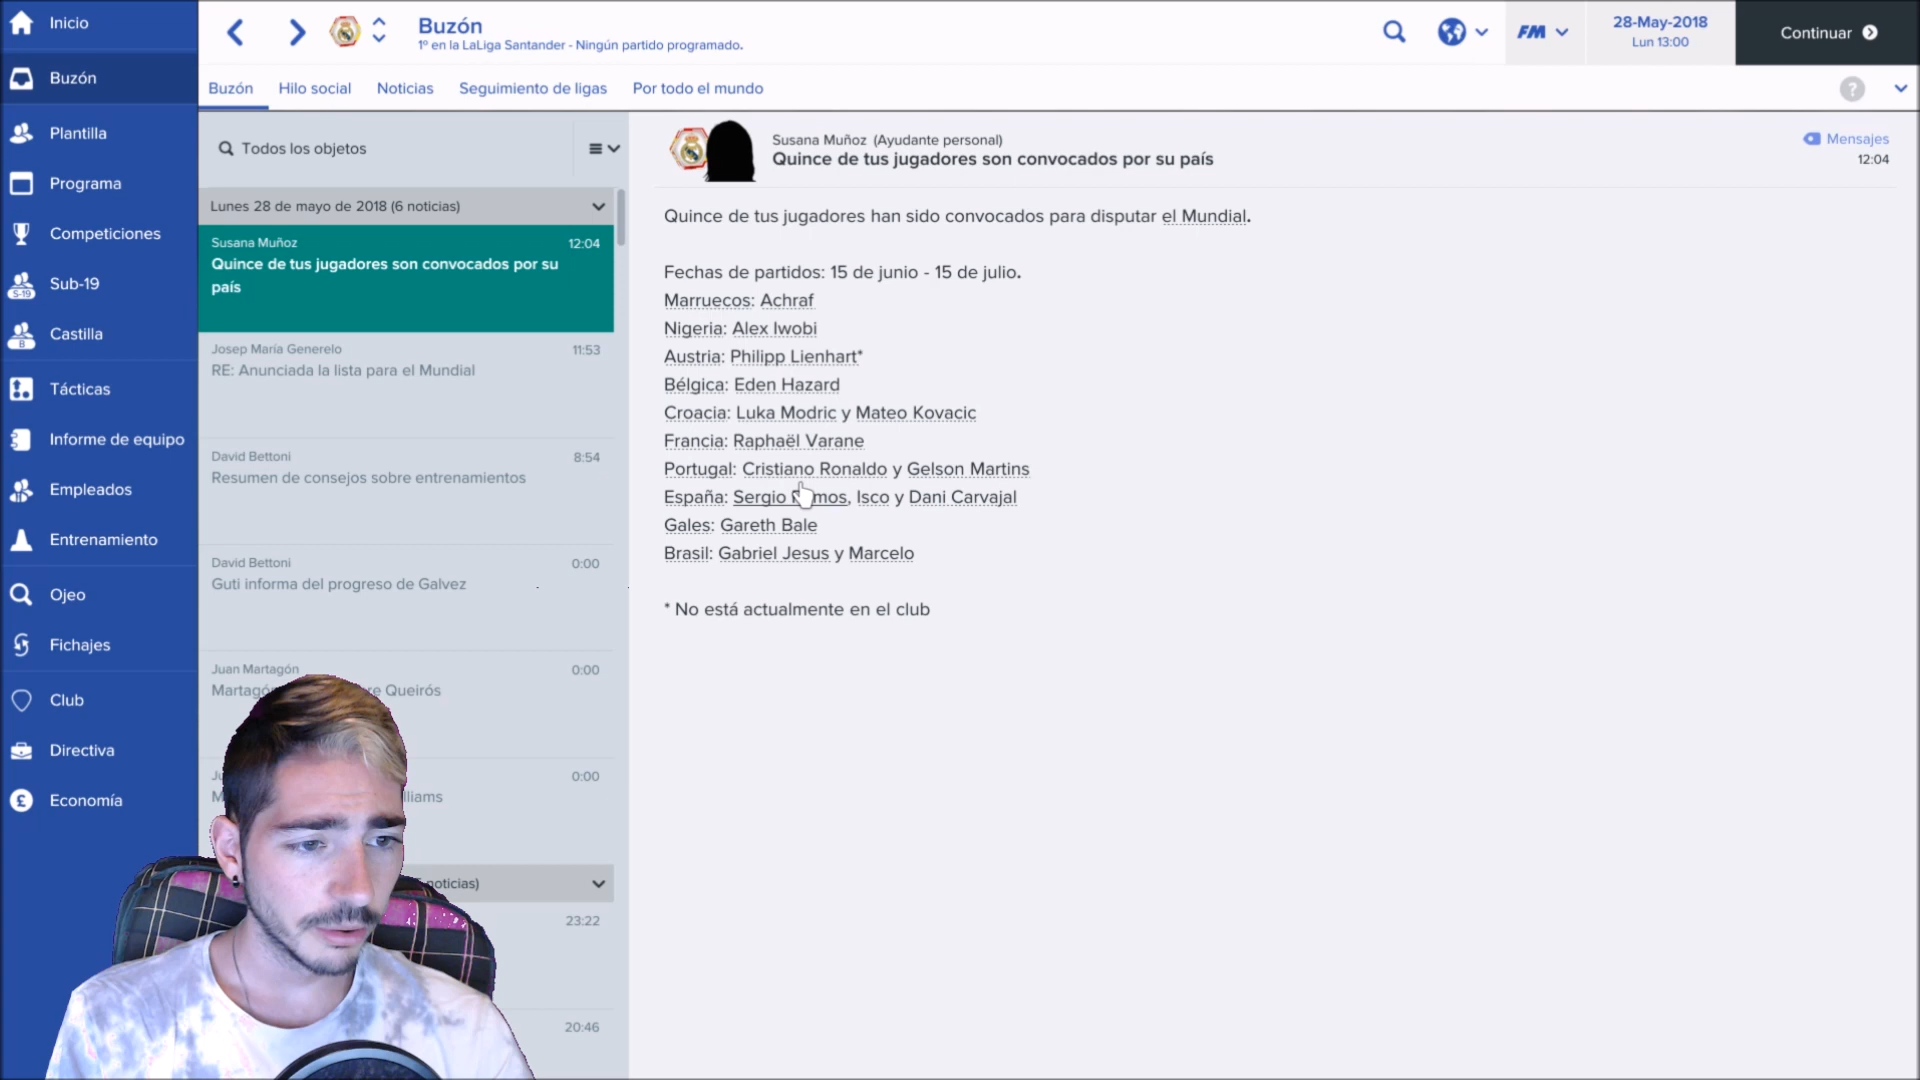 Inicio
Buzón
Plantilla
Programa
Competiciones
S-19
Sub-19
B
Castilla
Tácticas
Informe de equipo
Empleados
Entrenamiento
Ojeo
Fichajes
Club
Directiva
£
Economía
Buzón
1º en la LaLiga Santander - Ningún partido programado.
FM
28-May-2018
Lun 13:00
Continuar
Buzón
Hilo social
Noticias
Seguimiento de ligas
Por todo el mundo
?
Todos los objetos
Lunes 28 de mayo de 2018 (6 noticias)
Susana Muñoz
12:04
Quince de tus jugadores son convocados por su
país
Josep María Generelo
11:53
RE: Anunciada la lista para el Mundial
David Bettoni
8:54
Resumen de consejos sobre entrenamientos
David Bettoni
0:00
Guti informa del progreso de Galvez
Juan Martagón
0:00
Queirós
0:00
noticias)
23:22
20:46
Susana Muñoz (Ayudante personal)
Quince de tus jugadores son convocados por su país
Mensajes
12:04
Quince de tus jugadores han sido convocados para disputar el Mundial.
Fechas de partidos: 15 de junio - 15 de julio.
Marruecos: Achraf
Nigeria: Alex Iwobi
Austria: Philipp Lienhart*
Bélgica: Eden Hazard
Croacia: Luka Modric y Mateo Kovacic
Francia: Raphaël Varane
Portugal: Cristiano Ronaldo y Gelson Martins
España: Sergio Ramos, Isco y Dani Carvajal
Gales: Gareth Bale
Brasil: Gabriel Jesus y Marcelo
* No está actualmente en el club